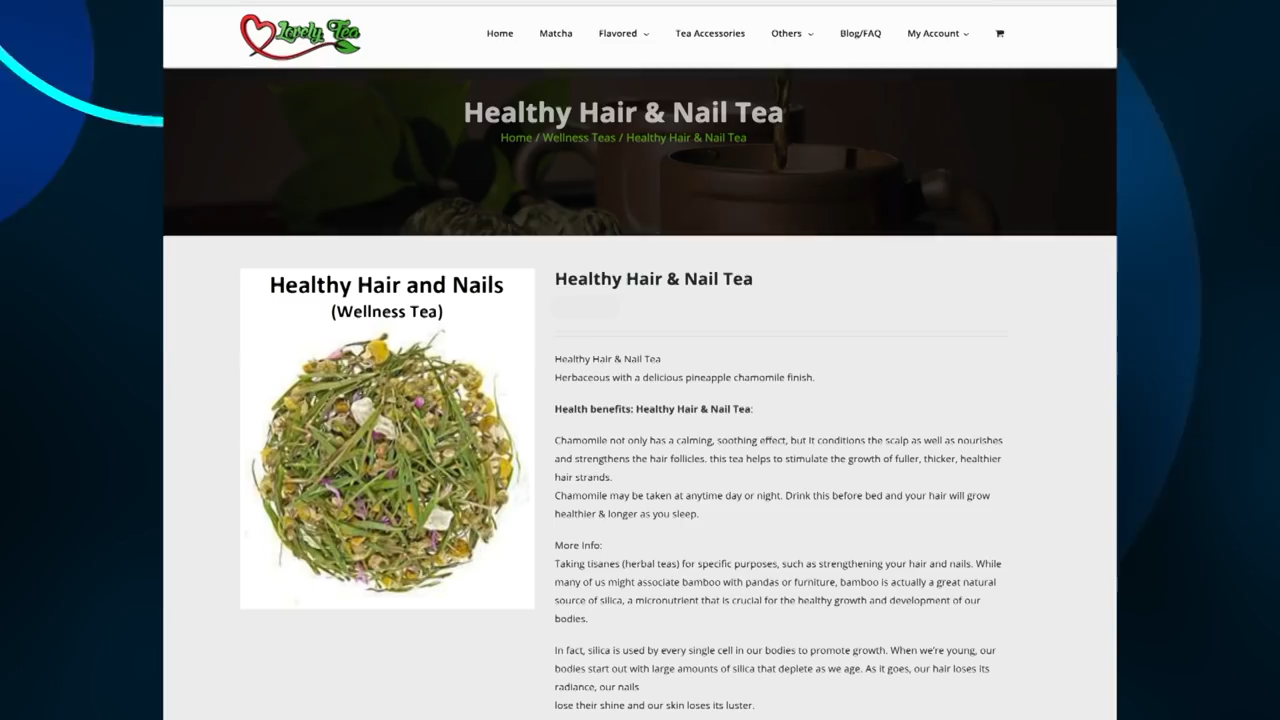 Lovely Tea
Home Matcha Flavored Tea Accessories Others Blog/FAQ My Account
Healthy Hair & Nail Tea
Home / Wellness Teas / Healthy Hair & Nail Tea
Healthy Hair and Nails
(Wellness Tea)
Healthy Hair & Nail Tea
Healthy Hair & Nail Tea
Herbaceous with a delicious pineapple chamomile finish.
Health benefits: Healthy Hair & Nail Tea:
Chamomile not only has a calming, soothing effect, but it conditions the scalp as well as nourishes
and strengthens the hair follicles. this tea helps to stimulate the growth of fuller, thicker, healthier
hair strands.
Chamomile may be taken at anytime day or night. Drink this before bed and your hair will grow
healthier & longer as you sleep.
More Info:
Taking tisanes (herbal teas) for specific purposes, such as strengthening your hair and nails. While
many of us might associate bamboo with pandas or furniture, bamboo is actually a great natural
source of silica, a micronutrient that is crucial for the healthy growth and development of our
bodies.
In fact, silica is used by every single cell in our bodies to promote growth. When we're young, our
bodies start out with large amounts of silica that deplete as we age. As it goes, our hair loses its
radiance, our nails
lose their shine and our skin loses its luster.